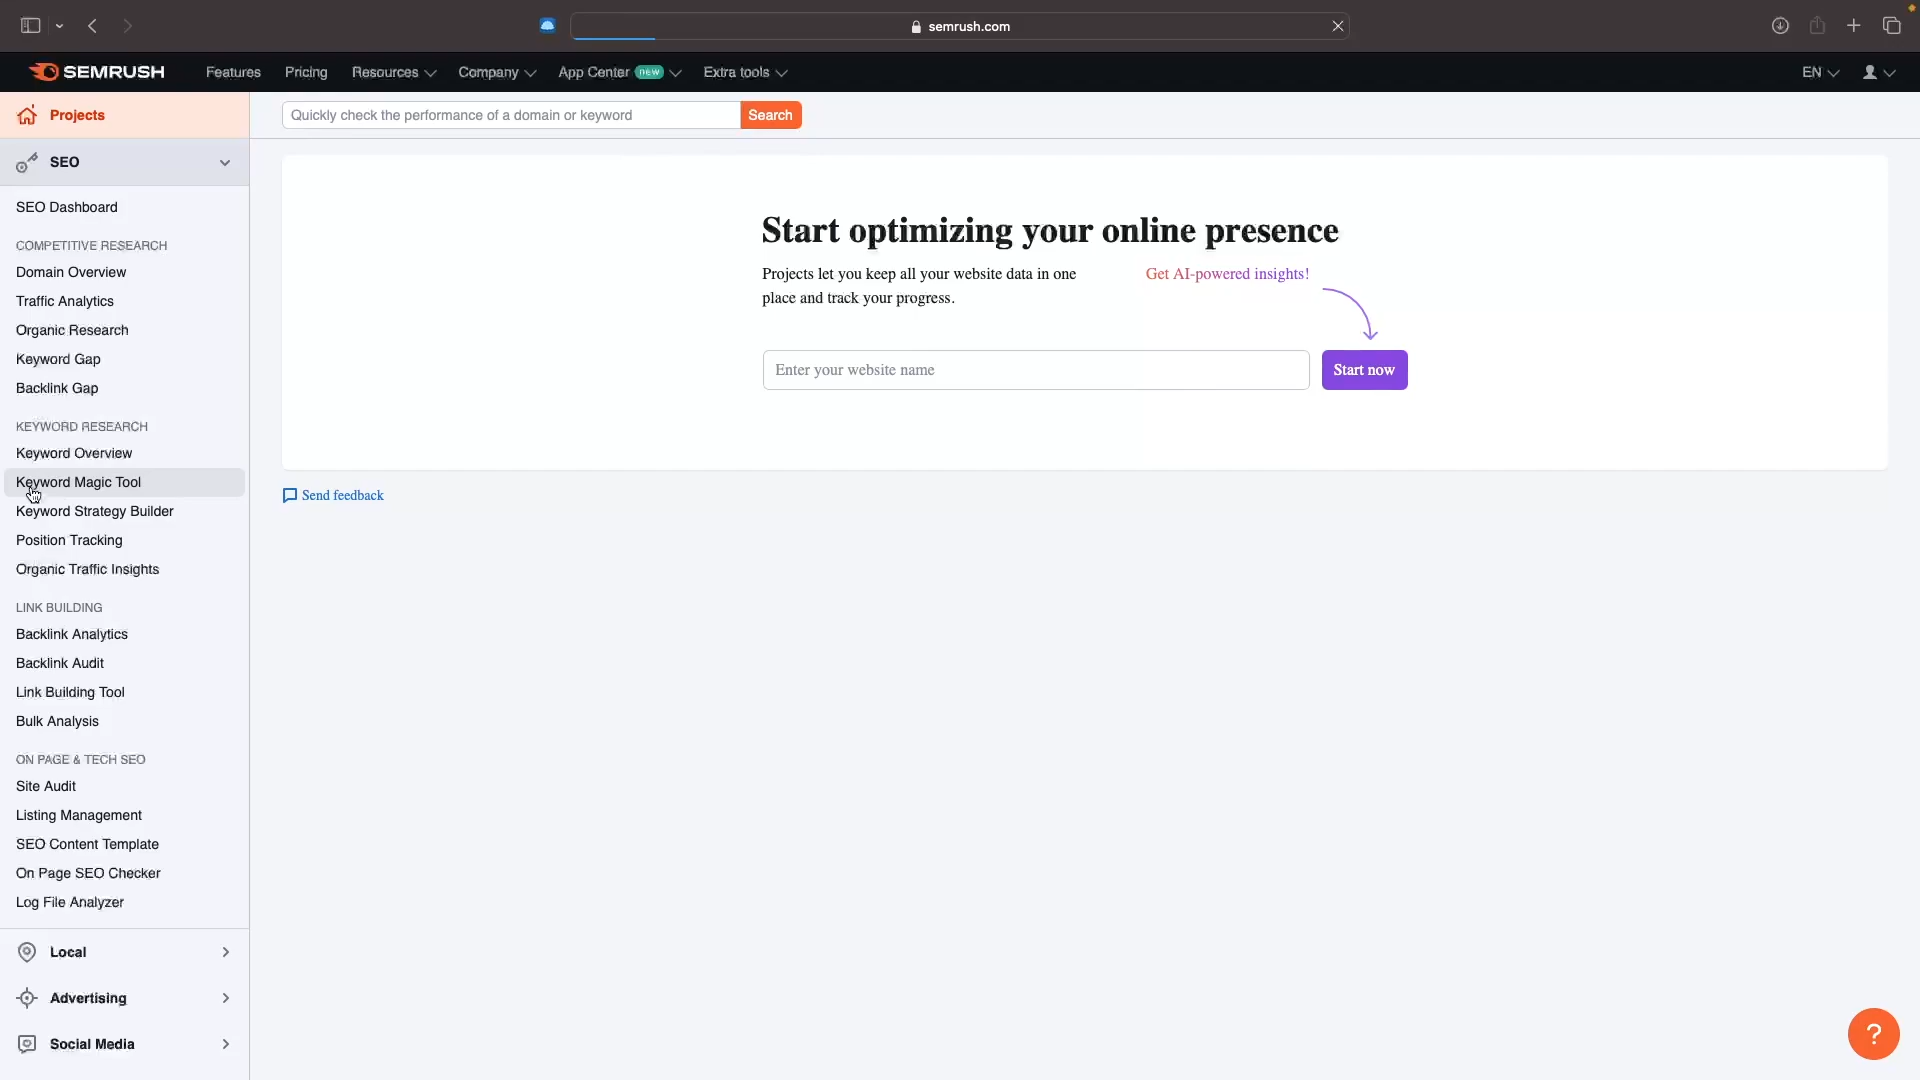 semrush.com
SEMRUSH Features Pricing Resources Company App Center new Extra tools EN
Projects
Quickly check the performance of a domain or keyword Search
SEO
SEO Dashboard
COMPETITIVE RESEARCH
Domain Overview
Traffic Analytics
Organic Research
Keyword Gap
Backlink Gap
KEYWORD RESEARCH
Keyword Overview
Keyword Magic Tool
Keyword Strategy Builder
Position Tracking
Organic Traffic Insights
LINK BUILDING
Backlink Analytics
Backlink Audit
Link Building Tool
Bulk Analysis
ON PAGE & TECH SEO
Site Audit
Listing Management
SEO Content Template
On Page SEO Checker
Log File Analyzer
Local
Advertising
Social Media
Start optimizing your online presence
Projects let you keep all your website data in one
place and track your progress.
Get AI-powered insights!
Enter your website name Start now
Send feedback
?